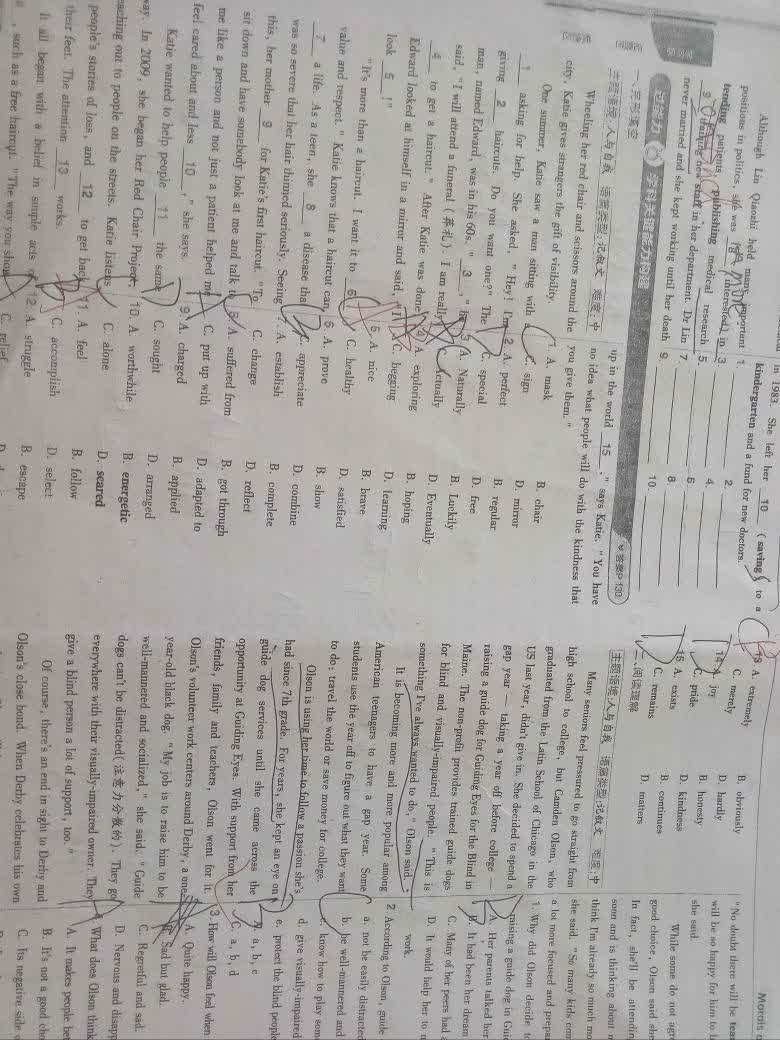 in 1983. She left her 10 (saving) to a
kindergarten and a fund for new doctors.
Although Lin Qiaozhi held many important
positions in politics, she was (interested) in
tending patients, publishing medical research
9 training new staff in her department. Dr Lin
never married and she kept working until her death
1. 2.
3. 4.
5. 6.
7. 8.
9. 10.
学科关键能力构建
答案P130
一、完形填空
主题语境:人与自我 语篇类型:记叙文 难度:中
Wheeling her red chair and scissors around the
city, Katie gives strangers the gift of visibility.
One summer, Katie saw a man sitting with a
1 asking for help. She asked, "Hey! I'm
giving 2 haircuts. Do you want one?" The
man, named Edward, was in his 60s. " 3 ," he
said, "I will attend a funeral (葬礼). I am really
4 to get a haircut." After Katie was done,
Edward looked at himself in a mirror and said, "I
look 5 !"
"It's more than a haircut. I want it to 6
value and respect." Katie knows that a haircut can
7 a life. As a teen, she 8 a disease that
was so severe that her hair thinned seriously. Seeing
this, her mother 9 for Katie's first haircut. "To
sit down and have somebody look at me and talk to
me like a person and not just a patient helped me
feel cared about and less 10 ," she says.
Katie wanted to help people 11 the same
way. In 2009, she began her Red Chair Project,
reaching out to people on the streets. Katie listens
people's stories of loss, and 12 to get back
their feet. The attention 13 works.
It all began with a belief in simple acts of
, such as a free haircut. "The way you show
up in the world 15 ," says Katie. "You have
no idea what people will do with the kindness that
you give them."
1. A. mask B. chair
C. sign D. mirror
2. A. perfect B. regular
C. special D. free
3. A. Naturally B. Luckily
C. Actually D. Eventually
4. A. exploring B. hoping
C. begging D. learning
5. A. nice B. brave
C. healthy D. satisfied
6. A. prove B. show
C. appreciate D. combine
7. A. establish B. complete
C. change D. reflect
8. A. suffered from B. got through
C. put up with D. adapted to
9. A. charged B. applied
C. sought D. arranged
10. A. worthwhile B. energetic
C. alone D. scared
11. A. feel B. follow
C. accomplish D. select
12. A. struggle B. escape
C. relief
13 A. extremely B. obviously
C. merely D. hardly
14 A. joy B. honesty
C. pride D. kindness
15 A. exists B. continues
C. remains D. matters
二、阅读理解
主题语境:人与自我 语篇类型:记叙文 难度:中
Many seniors feel pressured to go straight from
high school to college, but Camden Olson, who
graduated from the Latin School of Chicago in the
US last year, didn't give in. She decided to spend a
gap year — taking a year off before college —
raising a guide dog for Guiding Eyes for the Blind in
Maine. The non-profit provides trained guide dogs
for blind and visually-impaired people. "This is
something I've always wanted to do," Olson said.
It is becoming more and more popular among
American teenagers to have a gap year. Some
students use the year off to figure out what they want
to do; travel the world or save money for college.
Olson is using her time to follow a passion she's
had since 7th grade. For years, she kept an eye on
guide dog services until she came across the
opportunity at Guiding Eyes. With support from her
friends, family and teachers, Olson went for it.
Olson's volunteer work centers around Derby, a one-
year-old black dog. "My job is to raise him to be
well-mannered and socialized", she said. "Guide
dogs can't be distracted(注意力分散的). They go
everywhere with their visually-impaired owner. They
give a blind person a lot of support, too."
Of course, there's an end in sight to Derby and
Olson's close bond. When Derby celebrates his own
"No doubt there will be tear
will be so happy for him to
she said.
While some do not agr
good choice, Olson said she
In fact, she'll be attendin
soon and is thinking about
think I'm already so much mo
she said. "So many kids com
a lot more focused and prepa
1. Why did Olson decide t
raising a guide dog in Gui
A. Her parents talked her
B. It had been her dream
C. Many of her peers had
D. It would help her to
work.
2 According to Olson, guide
a. not be easily distracted
b. be well-mannered and
c. know how to play som
d. give visually-impaired
e. protect the blind people
A. a, b, e
C. a, b, d
3. How will Olson feel when
A. Quite happy.
B. Sad but glad.
C. Regretful and sad.
D. Nervous and disapp
What does Olson think
A. It makes people be
B. It's not a good cho
C. Its negative side